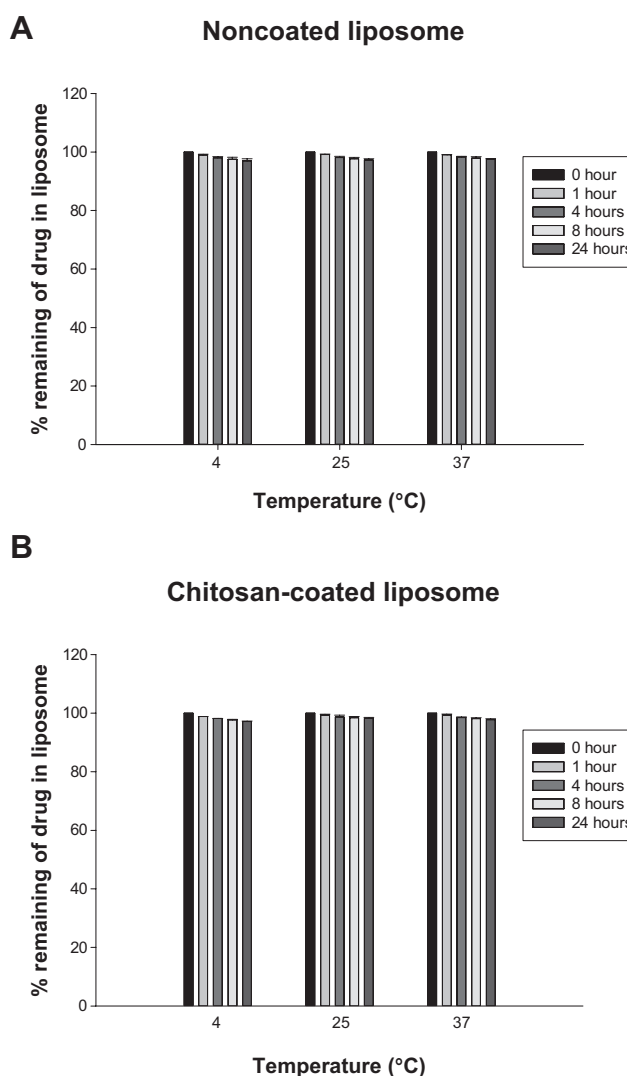 A
Noncoated liposome
% remaining of drug in liposome
120
100
80
60
40
20
0
4
25
37
Temperature (°C)
0 hour
1 hour
4 hours
8 hours
24 hours
B
Chitosan-coated liposome
% remaining of drug in liposome
120
100
80
60
40
20
0
4
25
37
Temperature (°C)
0 hour
1 hour
4 hours
8 hours
24 hours